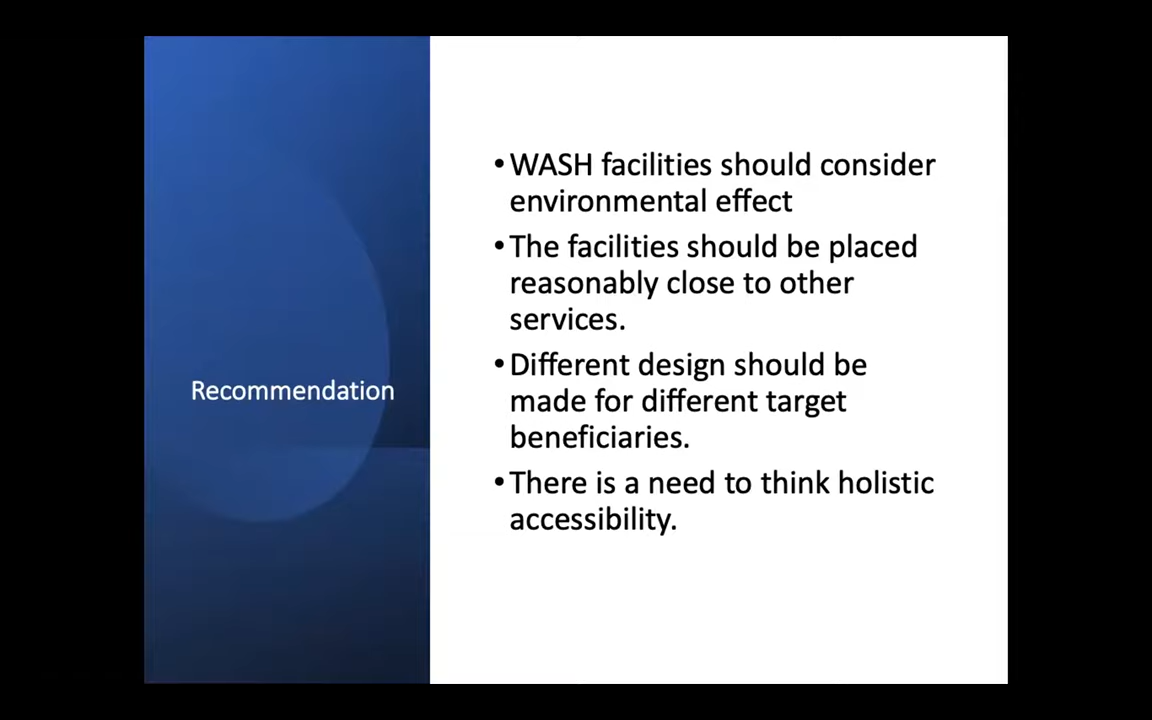 Recommendation
•WASH facilities should consider
environmental effect
•The facilities should be placed
reasonably close to other
services.
•Different design should be
made for different target
beneficiaries.
•There is a need to think holistic
accessibility.